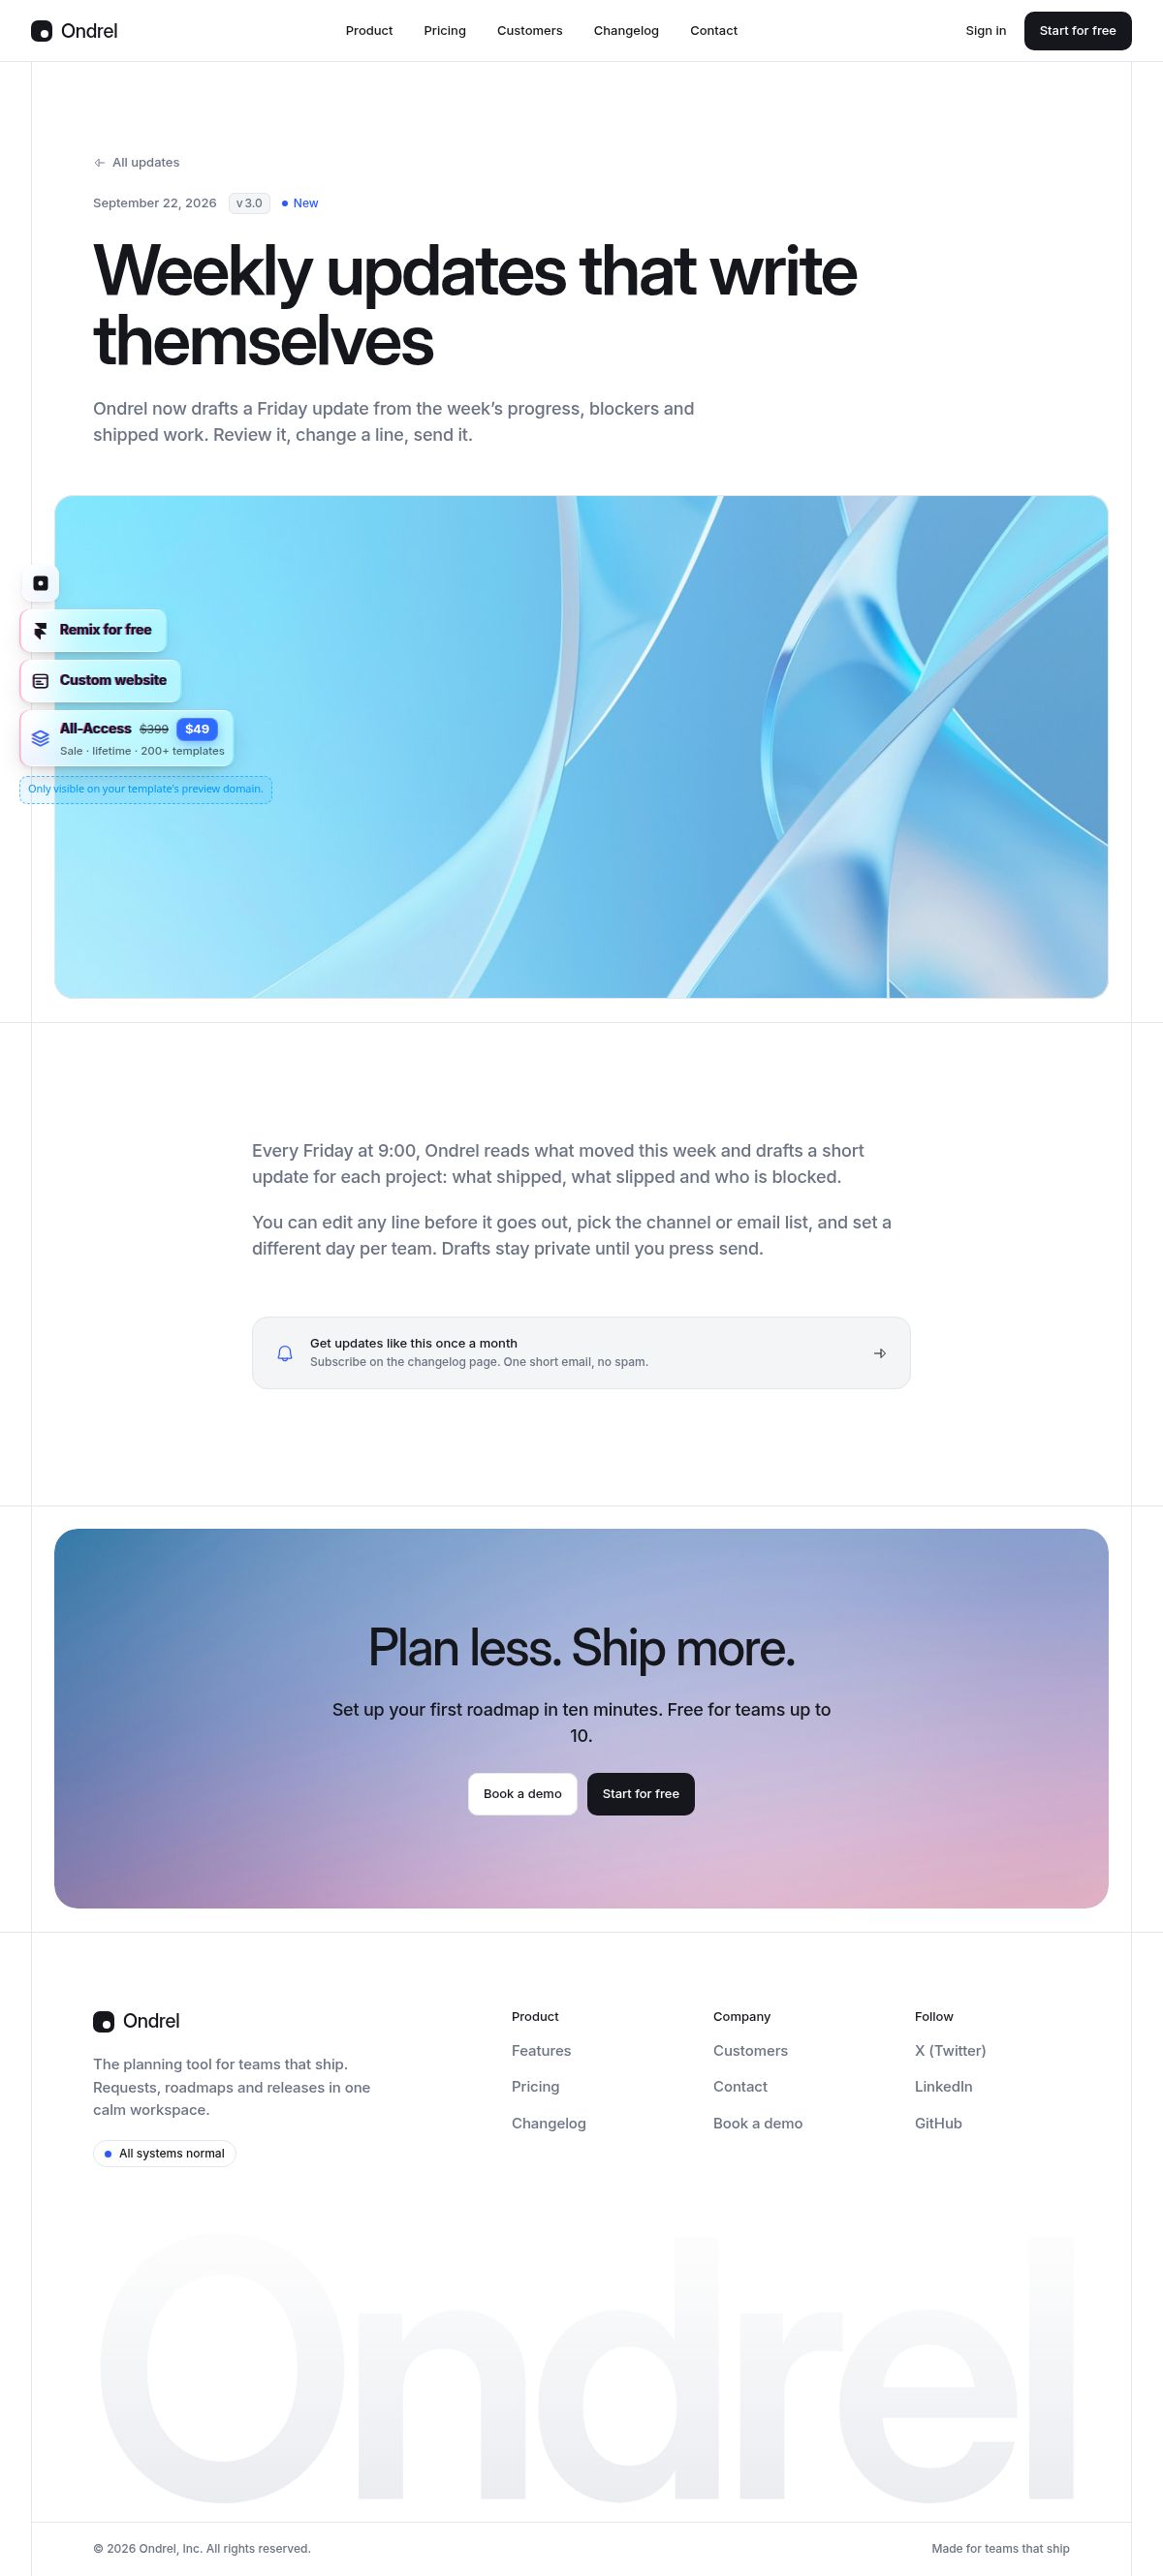 Ondrel
Product Pricing Customers Changelog Contact
Sign in Start for free
All updates
September 22, 2026 v 3.0 New
Weekly updates that write
themselves
Ondrel now drafts a Friday update from the week’s progress, blockers and
shipped work. Review it, change a line, send it.
Remix for free
Custom website
All-Access $399 $49
Sale · lifetime · 200+ templates
Only visible on your template's preview domain.
Every Friday at 9:00, Ondrel reads what moved this week and drafts a short
update for each project: what shipped, what slipped and who is blocked.
You can edit any line before it goes out, pick the channel or email list, and set a
different day per team. Drafts stay private until you press send.
Get updates like this once a month
Subscribe on the changelog page. One short email, no spam.
Plan less. Ship more.
Set up your first roadmap in ten minutes. Free for teams up to
10.
Book a demo Start for free
Ondrel
The planning tool for teams that ship.
Requests, roadmaps and releases in one
calm workspace.
All systems normal
Product
Features
Pricing
Changelog
Company
Customers
Contact
Book a demo
Follow
X (Twitter)
LinkedIn
GitHub
Ondrel
© 2026 Ondrel, Inc. All rights reserved.
Made for teams that ship